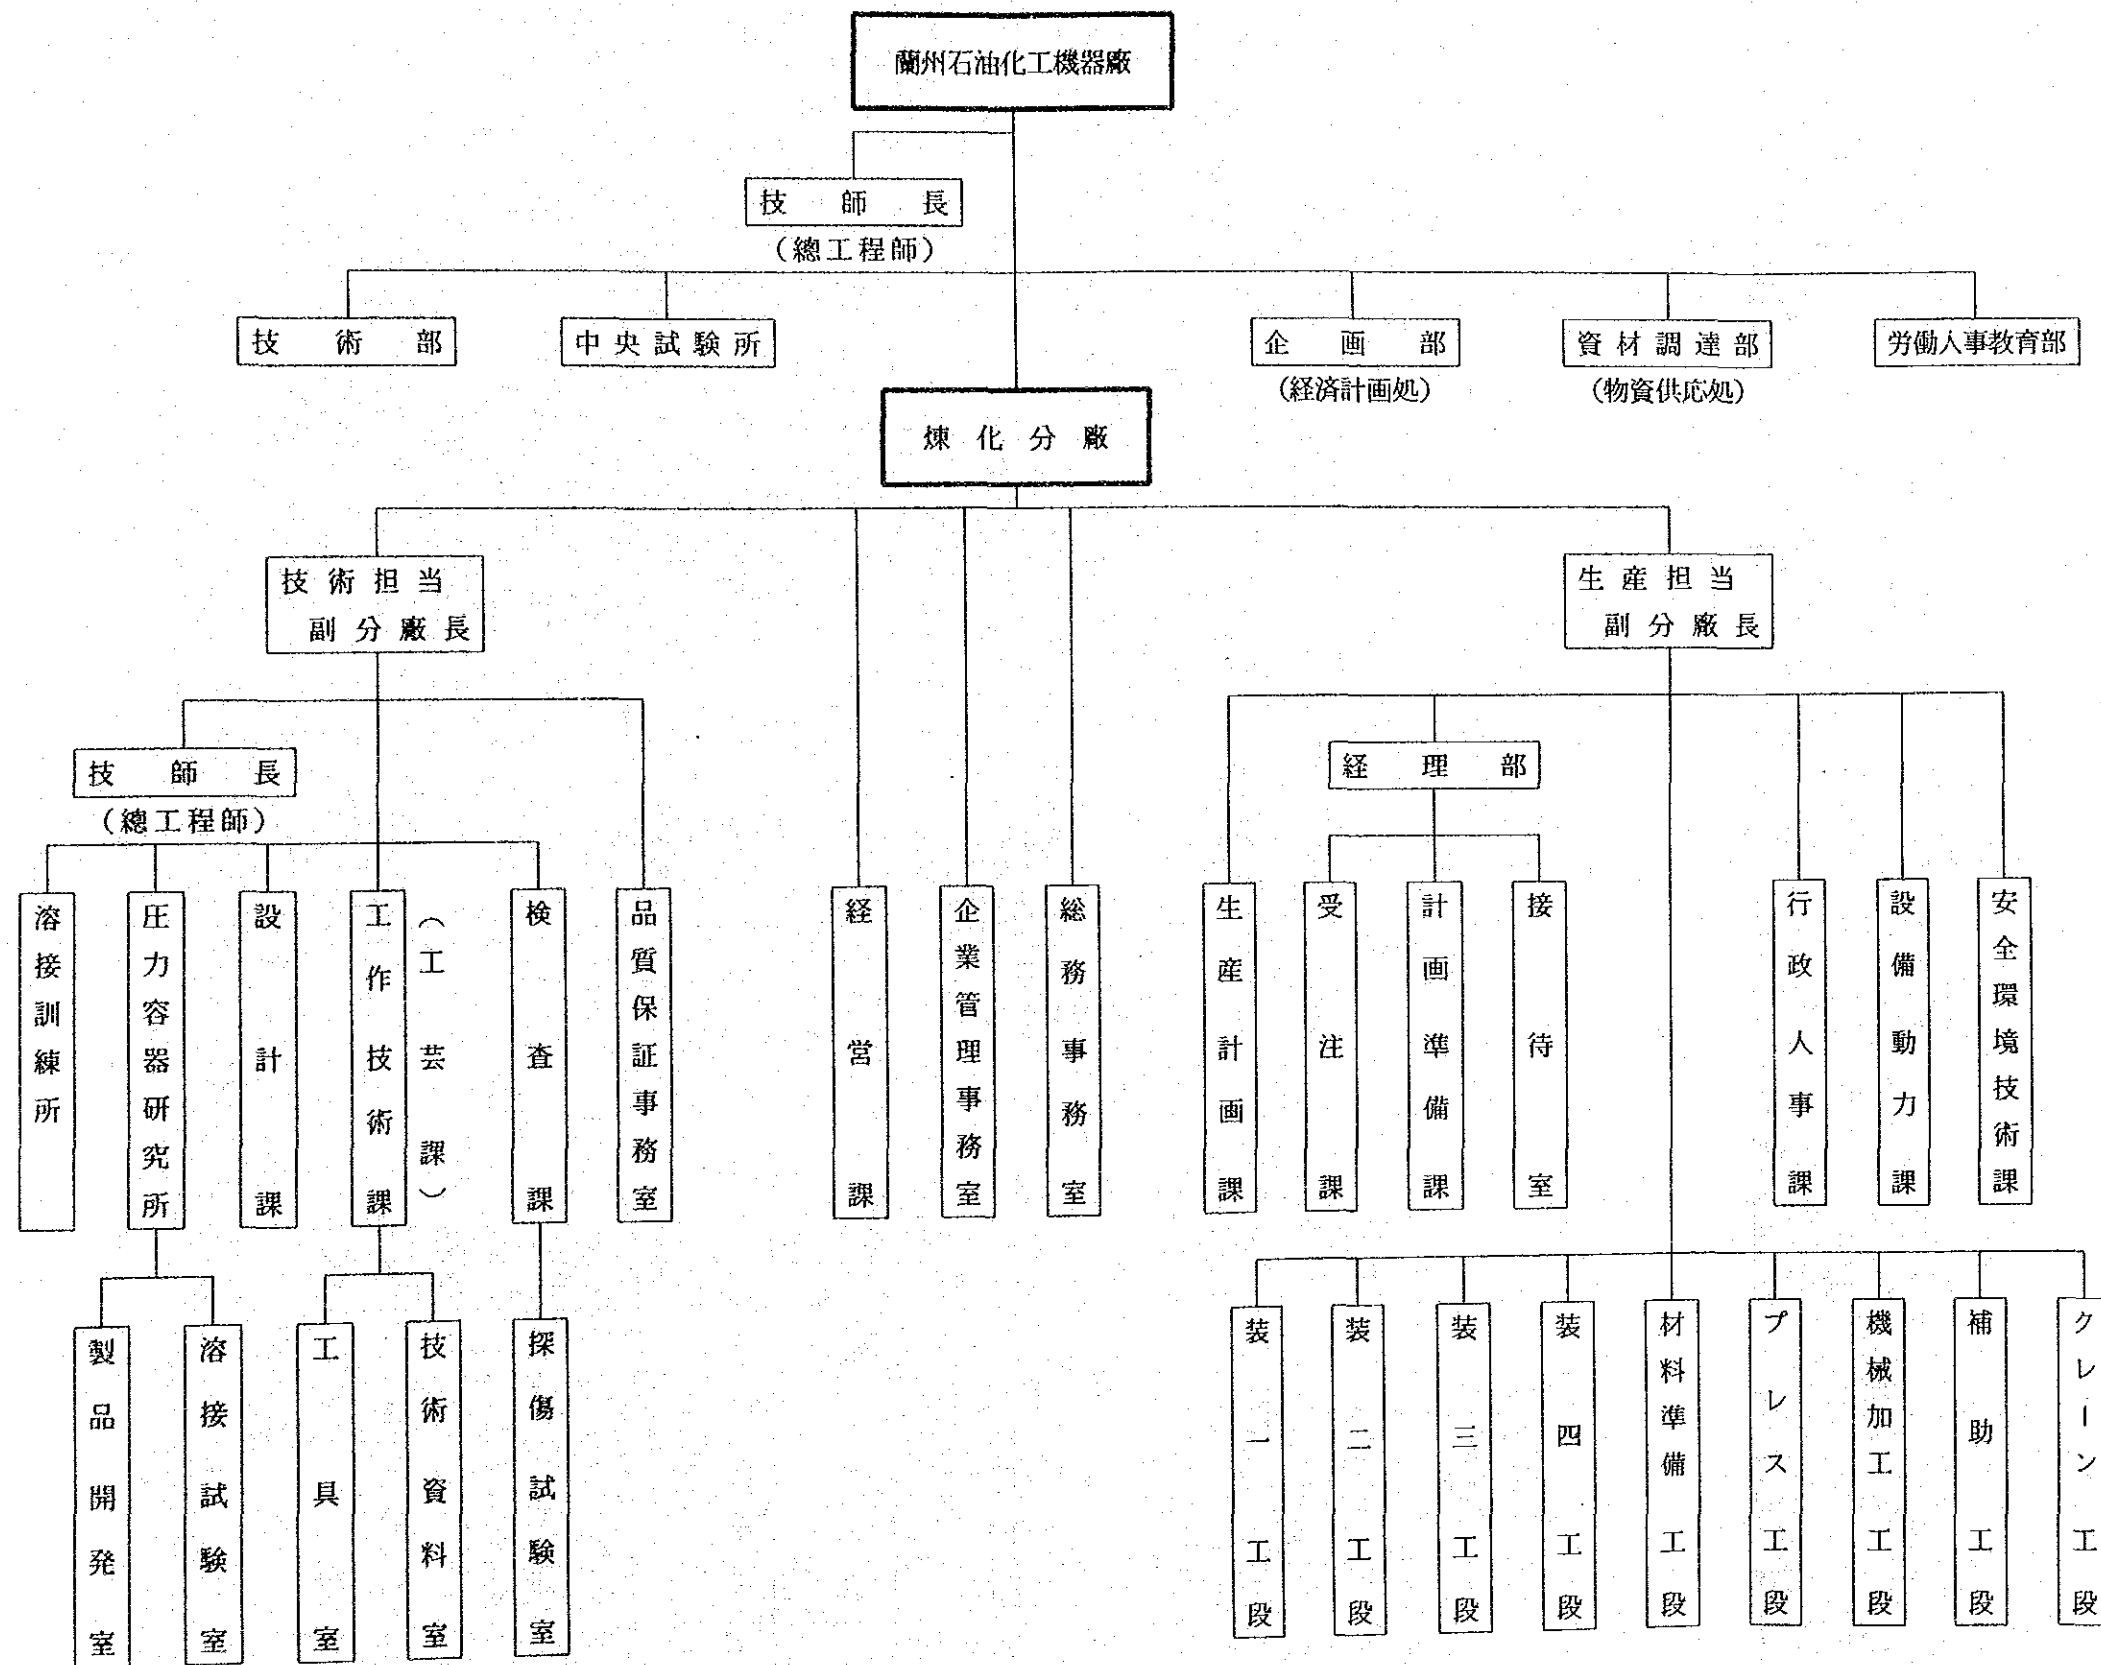 蘭州石油化工機器廠
技師長
（總工程師）
技術部
中央試験所
企画部
（経済計画処）
資材調達部
（物資供応処）
労働人事教育部
煉化分廠
技術担当
副分廠長
生産担当
副分廠長
技師長
（總工程師）
経理部
溶接訓練所
圧力容器研究所
設計課
工作技術課
（工芸課）
検査課
品質保証事務室
経営課
企業管理事務室
総務事務室
生産計画課
受注課
計画準備課
接待室
行政人事課
設備動力課
安全環境技術課
製品開発室
溶接試験室
工具室
技術資料室
探傷試験室
装一工段
装二工段
装三工段
装四工段
材料準備工段
プレス工段
機械加工工段
補助工段
クレーン工段